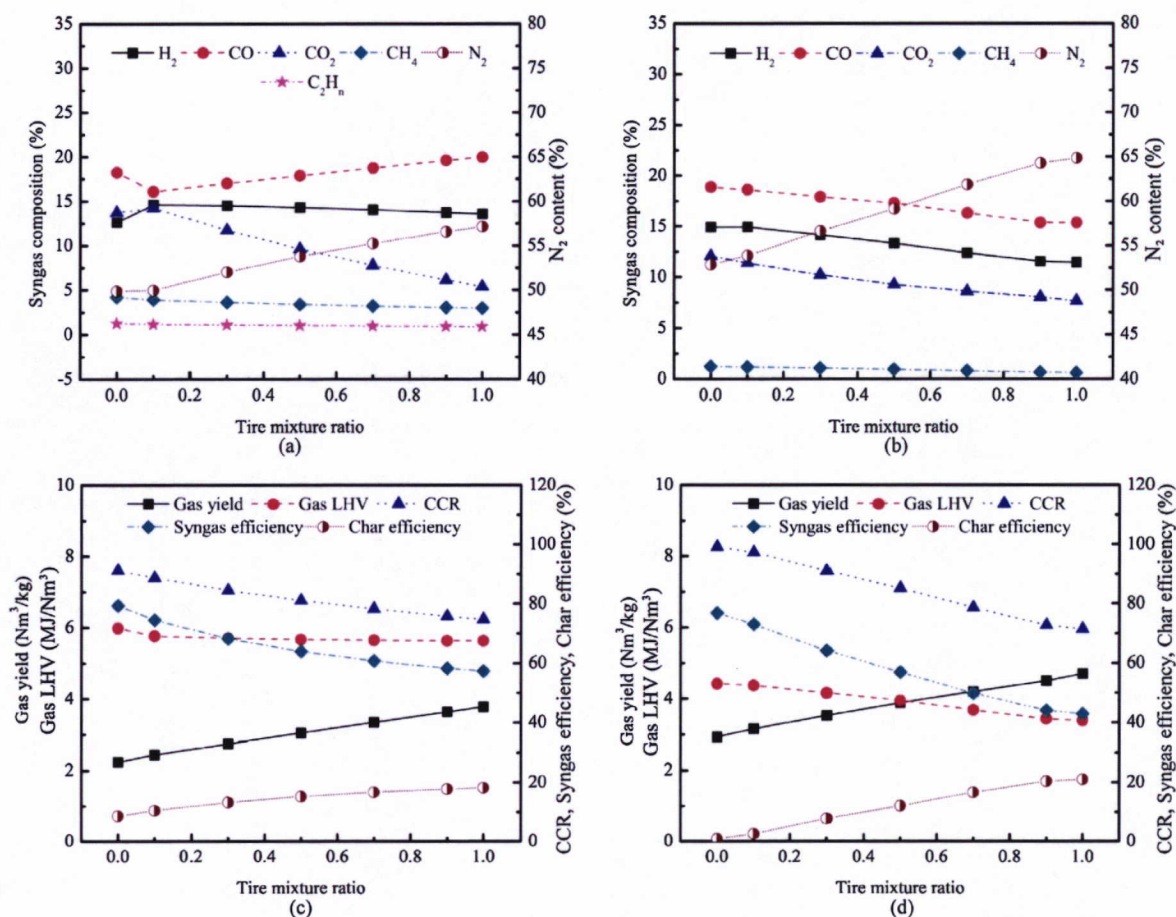 H2 CO CO2 CH4 N2
C2Hn
Syngas composition (%)
35
30
25
20
15
10
5
0
-5
80
75
70
65
60
55
50
45
40
N2 content (%)
0.0 0.2 0.4 0.6 0.8 1.0
Tire mixture ratio
(a)
H2 CO CO2 CH4 N2
Syngas composition (%)
35
30
25
20
15
10
5
0
80
75
70
65
60
55
50
45
40
N2 content (%)
0.0 0.2 0.4 0.6 0.8 1.0
Tire mixture ratio
(b)
Gas yield Gas LHV CCR
Syngas efficiency Char efficiency
Gas yield (Nm3/kg)
Gas LHV (MJ/Nm3)
10
8
6
4
2
0
120
100
80
60
40
20
0
CCR, Syngas efficiency, Char efficiency (%)
0.0 0.2 0.4 0.6 0.8 1.0
Tire mixture ratio
(c)
Gas yield Gas LHV CCR
Syngas efficiency Char efficiency
Gas yield (Nm3/kg)
Gas LHV (MJ/Nm3)
10
8
6
4
2
0
120
100
80
60
40
20
0
CCR, Syngas efficiency, Char efficiency (%)
0.0 0.2 0.4 0.6 0.8 1.0
Tire mixture ratio
(d)